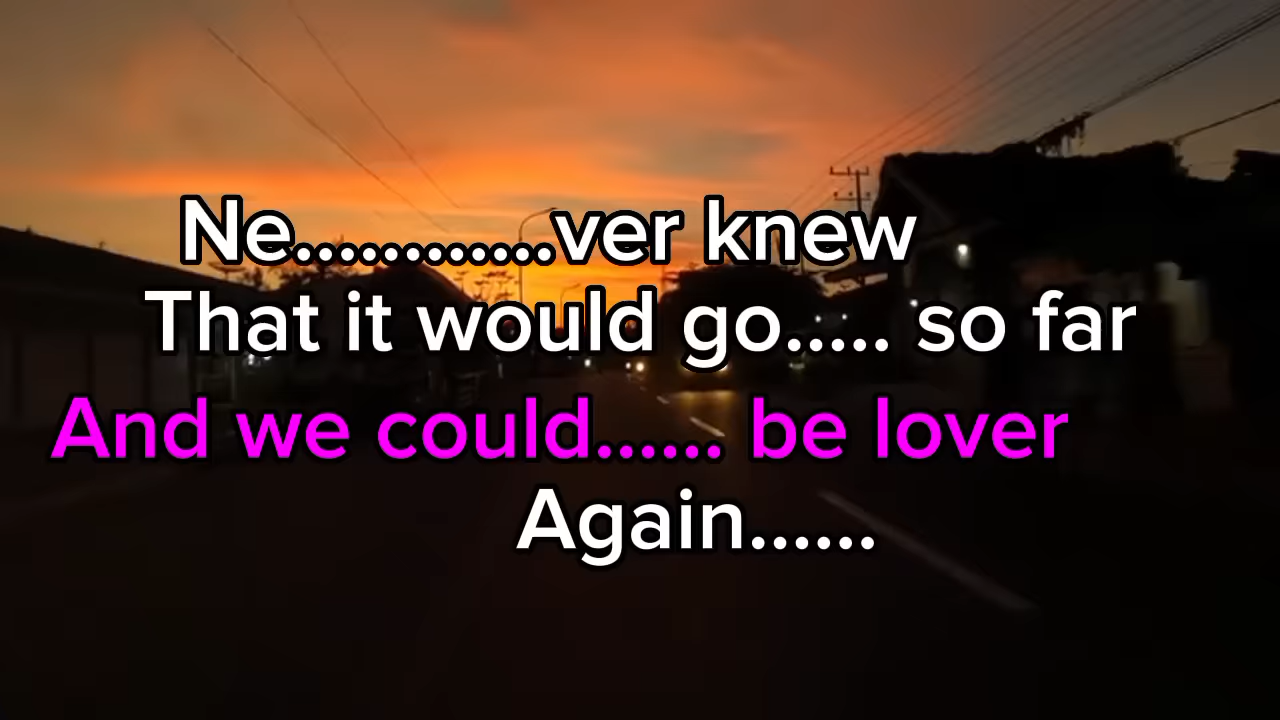 Ne............ver knew
That it would go..... so far
And we could...... be lover
Again......